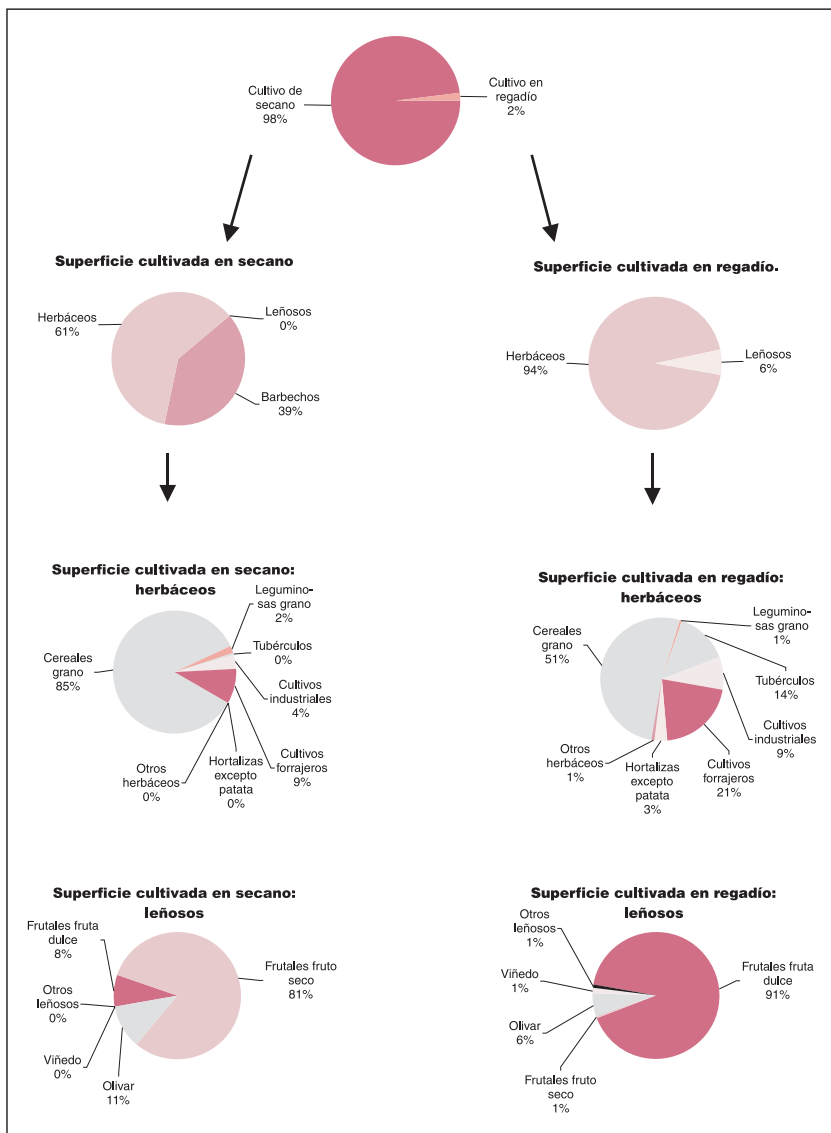 Cultivo de
secano
98%
Cultivo en
regadío
2%
Superficie cultivada en secano
Herbáceos
61%
Leñosos
0%
Barbechos
39%
Superficie cultivada en regadío.
Herbáceos
94%
Leñosos
6%
Superficie cultivada en secano:
herbáceos
Legumino-
sas grano
2%
Cereales
grano
85%
Tubérculos
0%
Cultivos
industriales
4%
Otros
herbáceos
0%
Hortalizas
excepto
patata
0%
Cultivos
forrajeros
9%
Superficie cultivada en regadío:
herbáceos
Cereales
grano
51%
Legumino-
sas grano
1%
Tubérculos
14%
Cultivos
industriales
9%
Otros
herbáceos
1%
Hortalizas
excepto
patata
3%
Cultivos
forrajeros
21%
Superficie cultivada en secano:
leñosos
Frutales fruta
dulce
8%
Frutales fruto
seco
81%
Otros
leñosos
0%
Viñedo
0%
Olivar
11%
Superficie cultivada en regadío:
leñosos
Otros
leñosos
1%
Viñedo
1%
Frutales fruta
dulce
91%
Olivar
6%
Frutales fruto
seco
1%